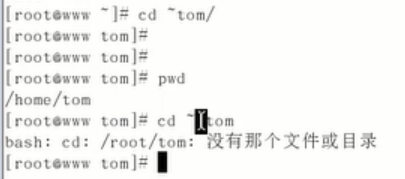 [root@www ~]# cd ~tom/
[root@www tom]#
[root@www tom]#
[root@www tom]# pwd
/home/tom
[root@www tom]# cd ~/tom
bash: cd: /root/tom: 没有那个文件或目录
[root@www tom]#